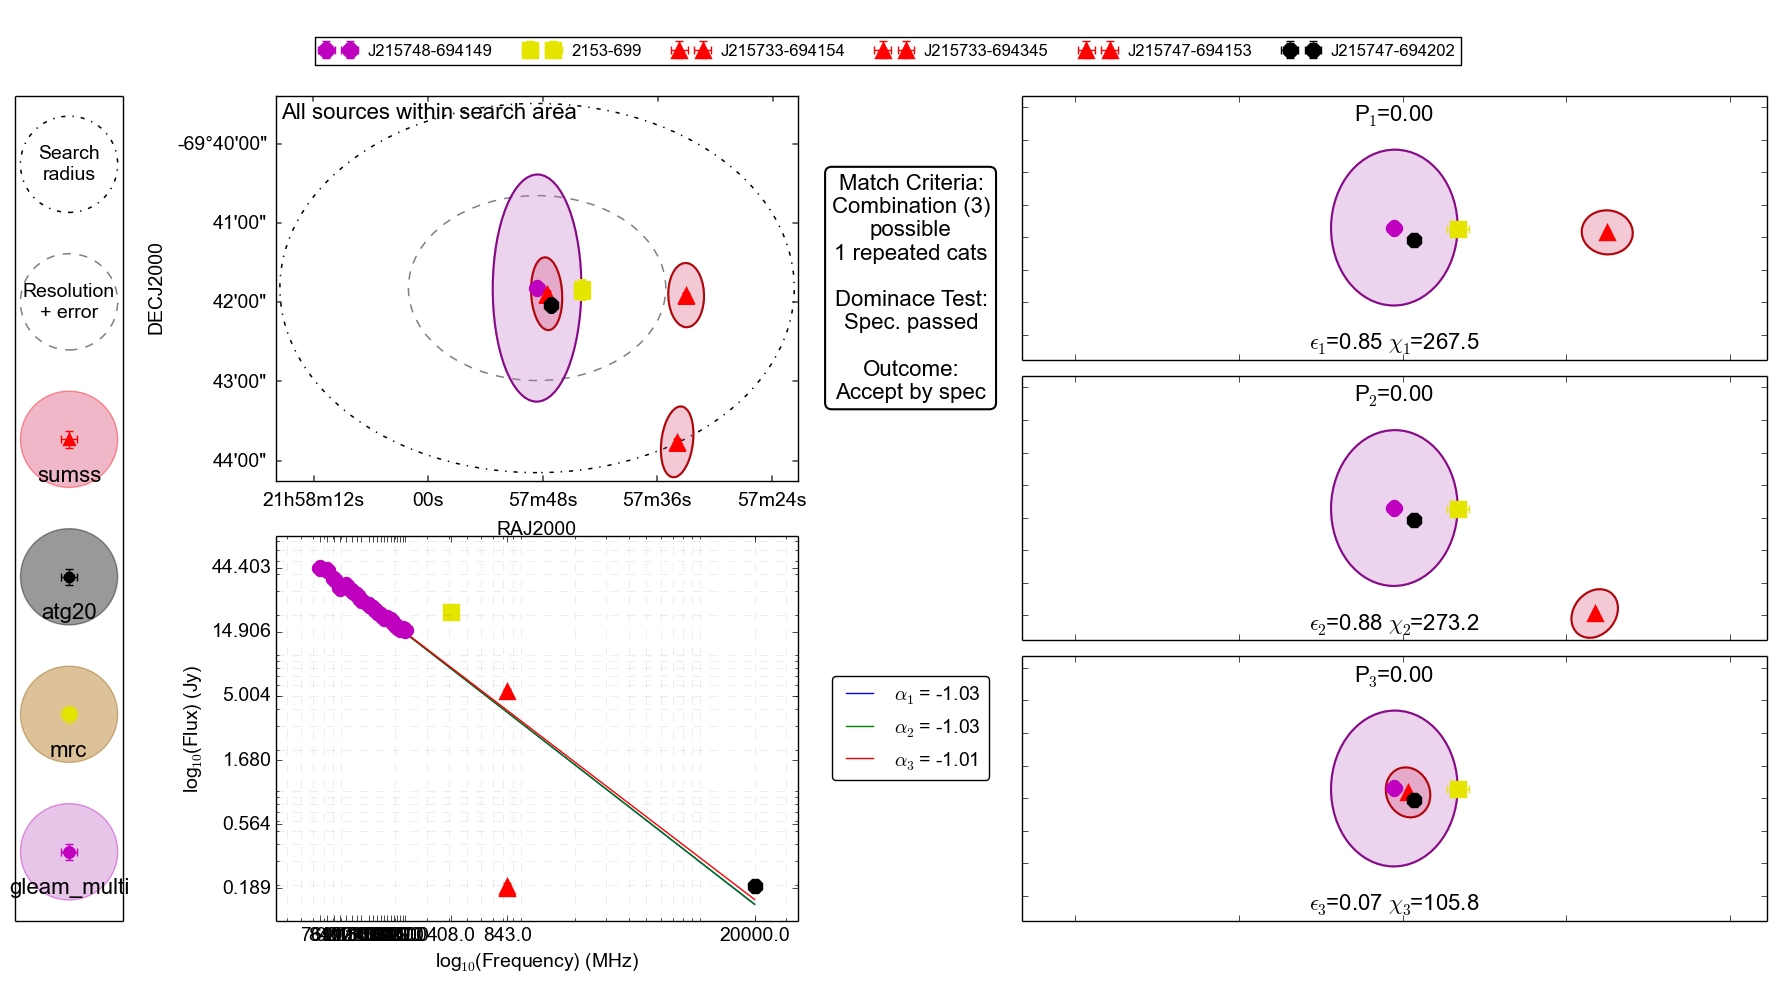 J215748-694149 2153-699 J215733-694154 J215733-694345 J215747-694153 J215747-694202
Search
radius
Resolution
+ error
sumss
atg20
mrc
gleam_multi
All sources within search area
DECJ2000
-69°40'00"
41'00"
42'00"
43'00"
44'00"
21h58m12s 00s 57m48s 57m36s 57m24s
RAJ2000
Match Criteria:
Combination (3)
possible
1 repeated cats
Dominace Test:
Spec. passed
Outcome:
Accept by spec
log₁₀(Flux) (Jy)
44.403
14.906
5.004
1.680
0.564
0.189
408.0 843.0 20000.0
log₁₀(Frequency) (MHz)
α₁ = -1.03
α₂ = -1.03
α₃ = -1.01
P₁=0.00
ϵ₁=0.85 χ₁=267.5
P₂=0.00
ϵ₂=0.88 χ₂=273.2
P₃=0.00
ϵ₃=0.07 χ₃=105.8